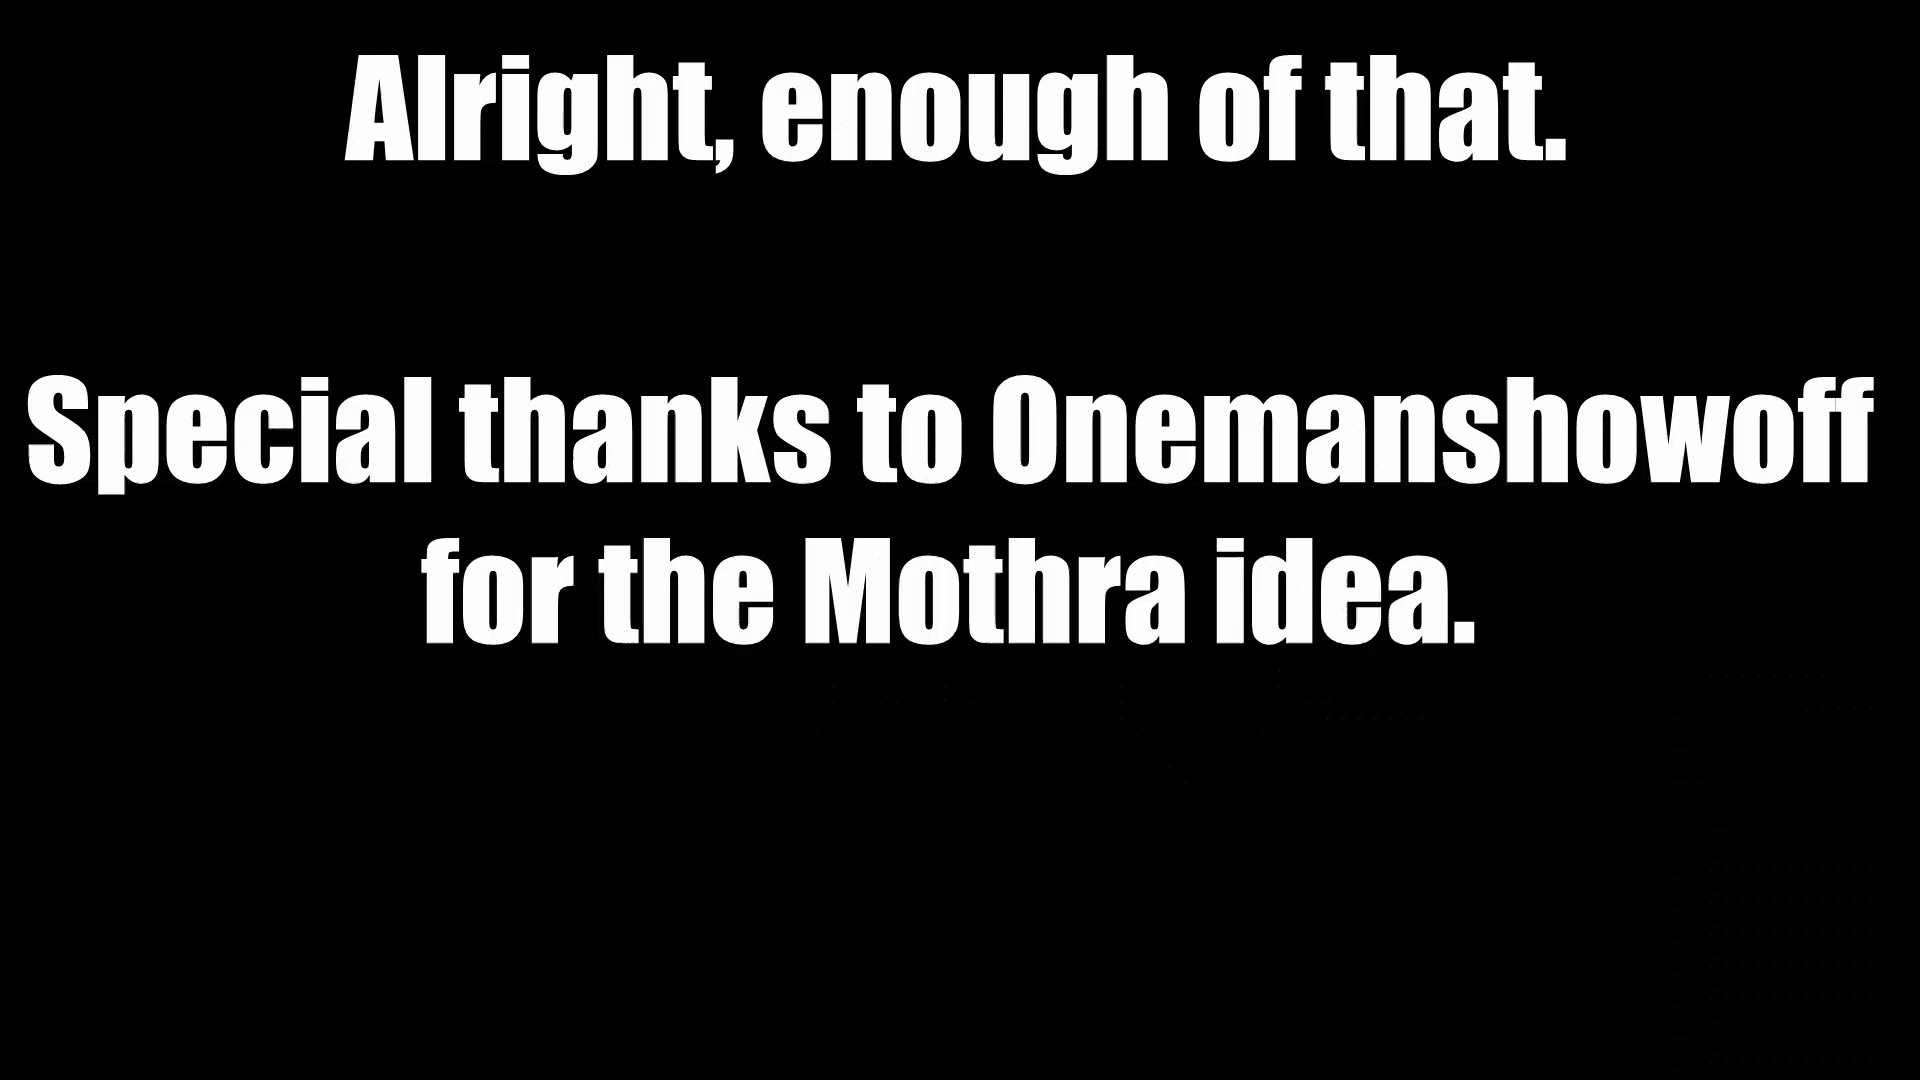 Alright, enough of that.
Special thanks to Onemanshowoff
for the Mothra idea.